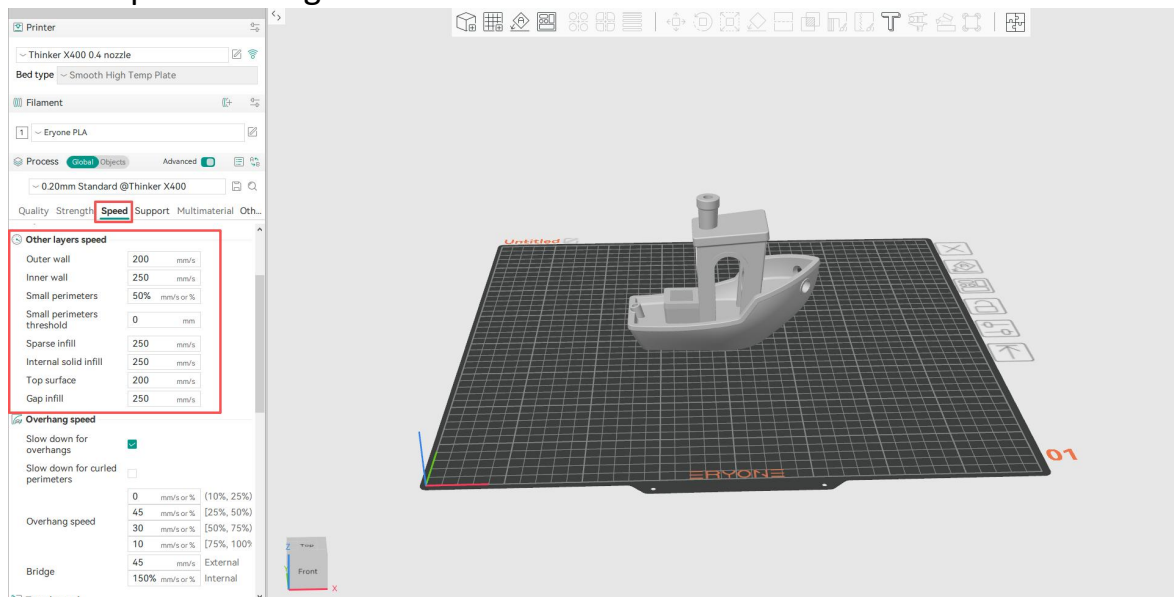 Printer
Thinker X400 0.4 nozzle
Bed type Smooth High Temp Plate
Filament
1 Eryone PLA
Process Global Objects Advanced
0.20mm Standard @Thinker X400
Quality Strength Speed Support Multimaterial Oth...
Other layers speed
Outer wall 200 mm/s
Inner wall 250 mm/s
Small perimeters 50% mm/s or %
Small perimeters
threshold 0 mm
Sparse infill 250 mm/s
Internal solid infill 250 mm/s
Top surface 200 mm/s
Gap infill 250 mm/s
Overhang speed
Slow down for
overhangs
Slow down for curled
perimeters
Overhang speed
0 mm/s or % (10%, 25%)
45 mm/s or % [25%, 50%)
30 mm/s or % [50%, 75%)
10 mm/s or % [75%, 100%
Bridge
45 mm/s External
150% mm/s or % Internal
Untitled
ERYONE
01
Top
Front
Z
Y
X